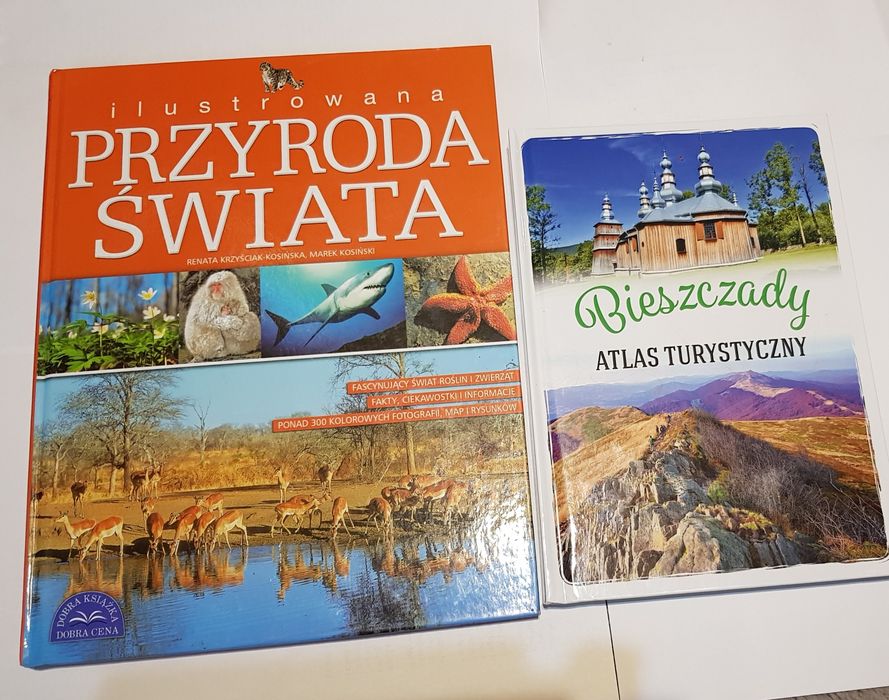 ilustrowana
PRZYRODA
ŚWIATA
RENATA KRZYŚCIAK-KOSIŃSKA, MAREK KOSIŃSKI
FASCYNUJĄCY ŚWIAT ROŚLIN I ZWIERZĄT
FAKTY, CIEKAWOSTKI I INFORMACJE
PONAD 300 KOLOROWYCH FOTOGRAFII, MAP I RYSUNKÓW
DOBRA KSIĄŻKA
DOBRA CENA
Bieszczady
ATLAS TURYSTYCZNY